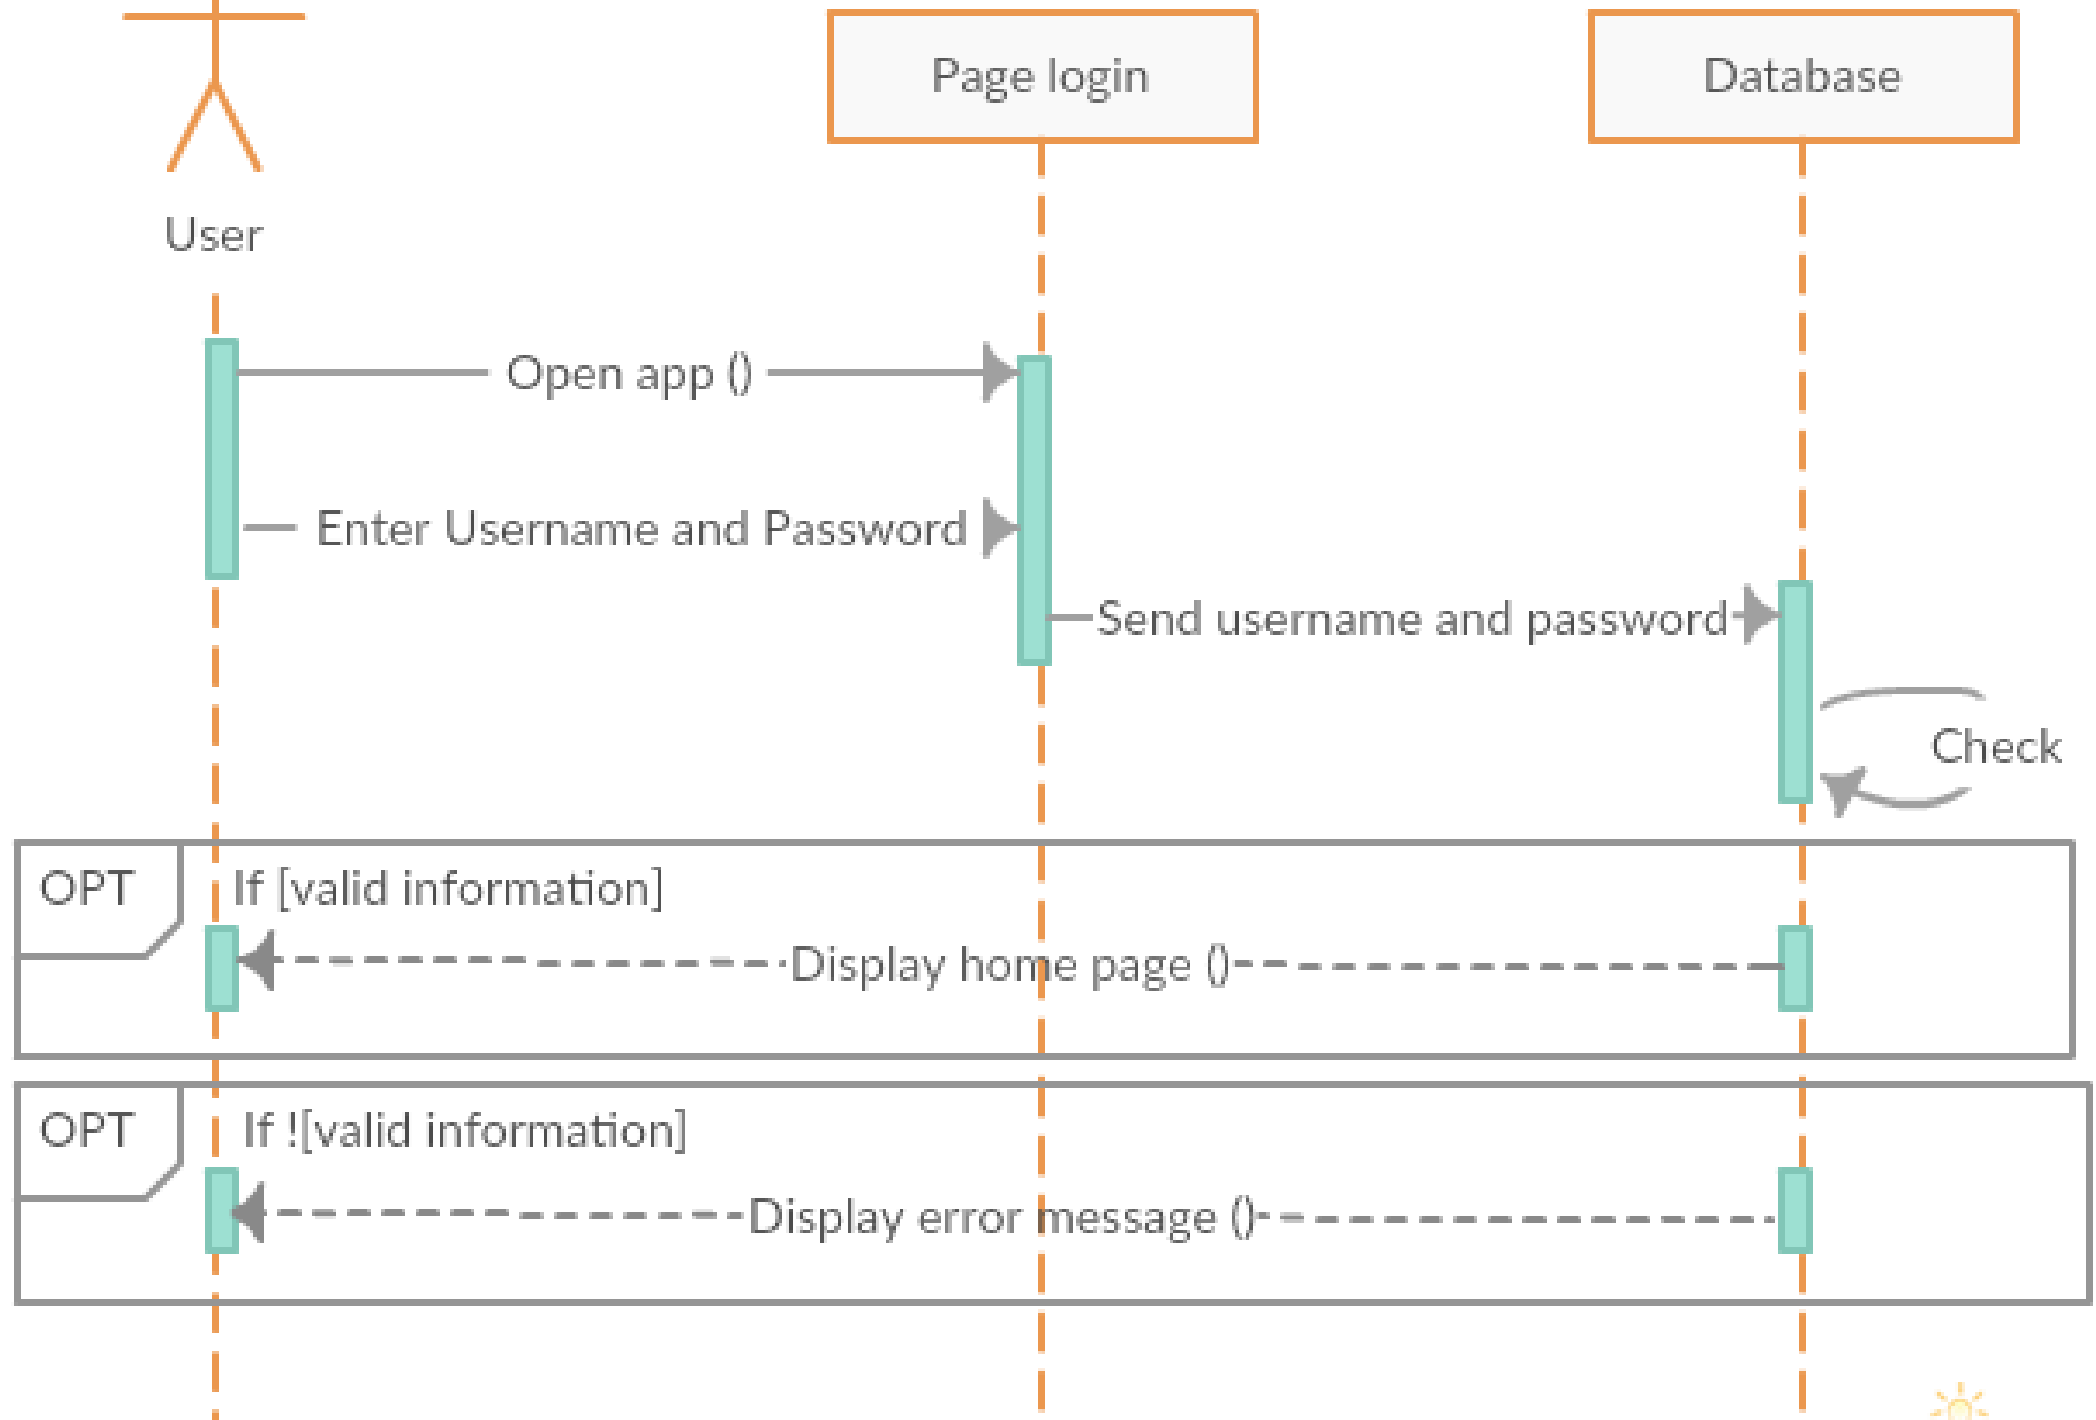 Page login
Database
User
Open app ()
Enter Username and Password
Send username and password
Check
OPT
If [valid information]
Display home page ()
OPT
If ![valid information]
Display error message ()